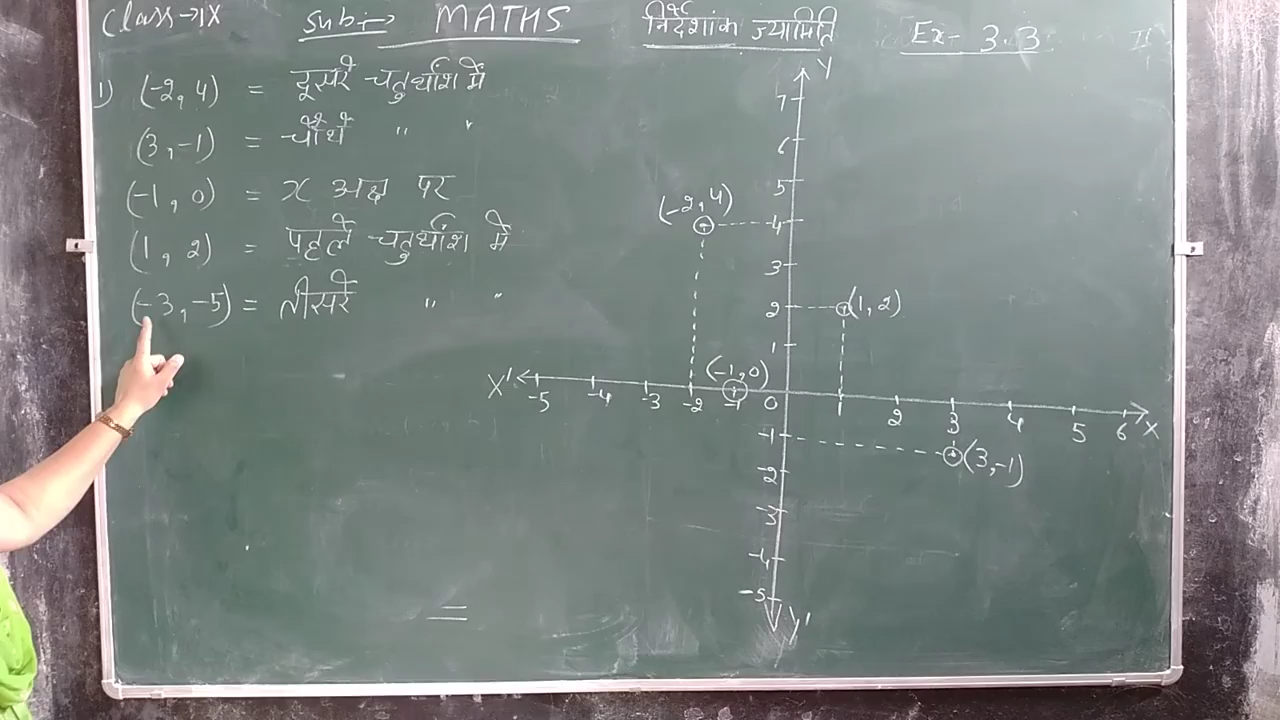 Class→IX Sub:→ MATHS निर्देशांक ज्यामिति Ex- 3.3
1) (-2, 4) = दूसरे चतुर्थांश में
(3, -1) = चौथे " "
(-1, 0) = x अक्ष पर
(1, 2) = पहले चतुर्थांश में
(-3, -5) = तीसरे " "
Y
7
6
5
(-2, 4) 4
3
2 (1, 2)
1
(-1, 0)
X' -5 -4 -3 -2 -1 0 1 2 3 4 5 6 X
-1
(3, -1)
-2
-3
-4
-5
Y'